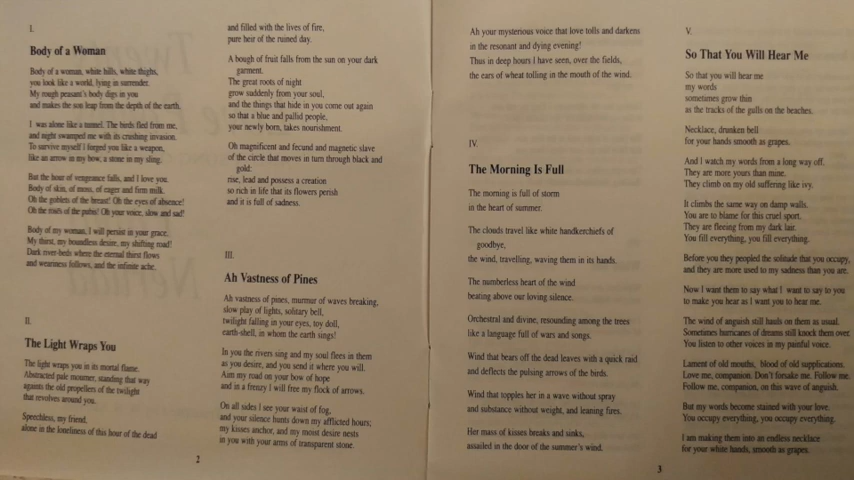 I.
Body of a Woman
Body of a woman, white hills, white thighs,
you look like a world, lying in surrender.
My rough peasant's body digs in you
and makes the son leap from the depth of the earth.
I was alone like a tunnel. The birds fled from me,
and night swamped me with its crushing invasion.
To survive myself I forged you like a weapon,
like an arrow in my bow, a stone in my sling.
But the hour of vengeance falls, and I love you.
Body of skin, of moss, of eager and firm milk.
Oh the goblets of the breast! Oh the eyes of absence!
Oh the roses of the pubis! Oh your voice, slow and sad!
Body of my woman, I will persist in your grace.
My thirst, my boundless desire, my shifting road!
Dark river-beds where the eternal thirst flows
and weariness follows, and the infinite ache.
II.
The Light Wraps You
The light wraps you in its mortal flame.
Abstracted pale mourner, standing that way
againts the old propellers of the twilight
that revolves around you.
Speechless, my friend,
alone in the loneliness of this hour of the dead
and filled with the lives of fire,
pure heir of the ruined day.
A bough of fruit falls from the sun on your dark
garment.
The great roots of night
grow suddenly from your soul,
and the things that hide in you come out again
so that a blue and pallid people,
your newly born, takes nourishment.
Oh magnificent and fecund and magnetic slave
of the circle that moves in turn through black and
gold:
rise, lead and possess a creation
so rich in life that its flowers perish
and it is full of sadness.
III.
Ah Vastness of Pines
Ah vastness of pines, murmur of waves breaking,
slow play of lights, solitary bell,
twilight falling in your eyes, toy doll,
earth-shell, in whom the earth sings!
In you the rivers sing and my soul flees in them
as you desire, and you send it where you will.
Aim my road on your bow of hope
and in a frenzy I will free my flock of arrows.
On all sides I see your waist of fog,
and your silence hunts down my afflicted hours;
my kisses anchor, and my moist desire nests
in you with your arms of transparent stone.
2
Ah your mysterious voice that love tolls and darkens
in the resonant and dying evening!
Thus in deep hours I have seen, over the fields,
the ears of wheat tolling in the mouth of the wind.
IV.
The Morning Is Full
The morning is full of storm
in the heart of summer.
The clouds travel like white handkerchiefs of
goodbye,
the wind, travelling, waving them in its hands.
The numberless heart of the wind
beating above our loving silence.
Orchestral and divine, resounding among the trees
like a language full of wars and songs.
Wind that bears off the dead leaves with a quick raid
and deflects the pulsing arrows of the birds.
Wind that topples her in a wave without spray
and substance without weight, and leaning fires.
Her mass of kisses breaks and sinks,
assailed in the door of the summer's wind.
3
V.
So That You Will Hear Me
So that you will hear me
my words
sometimes grow thin
as the tracks of the gulls on the beaches.
Necklace, drunken bell
for your hands smooth as grapes.
And I watch my words from a long way off.
They are more yours than mine.
They climb on my old suffering like ivy.
It climbs the same way on damp walls.
You are to blame for this cruel sport.
They are fleeing from my dark lair.
You fill everything, you fill everything.
Before you they peopled the solitude that you occupy,
and they are more used to my sadness than you are.
Now I want them to say what I want to say to you
to make you hear as I want you to hear me.
The wind of anguish still hauls on them as usual.
Sometimes hurricanes of dreams still knock them over.
You listen to other voices in my painful voice.
Lament of old mouths, blood of old supplications.
Love me, companion. Don't forsake me. Follow me.
Follow me, companion, on this wave of anguish.
But my words become stained with your love.
You occupy everything, you occupy everything.
I am making them into an endless necklace
for your white hands, smooth as grapes.